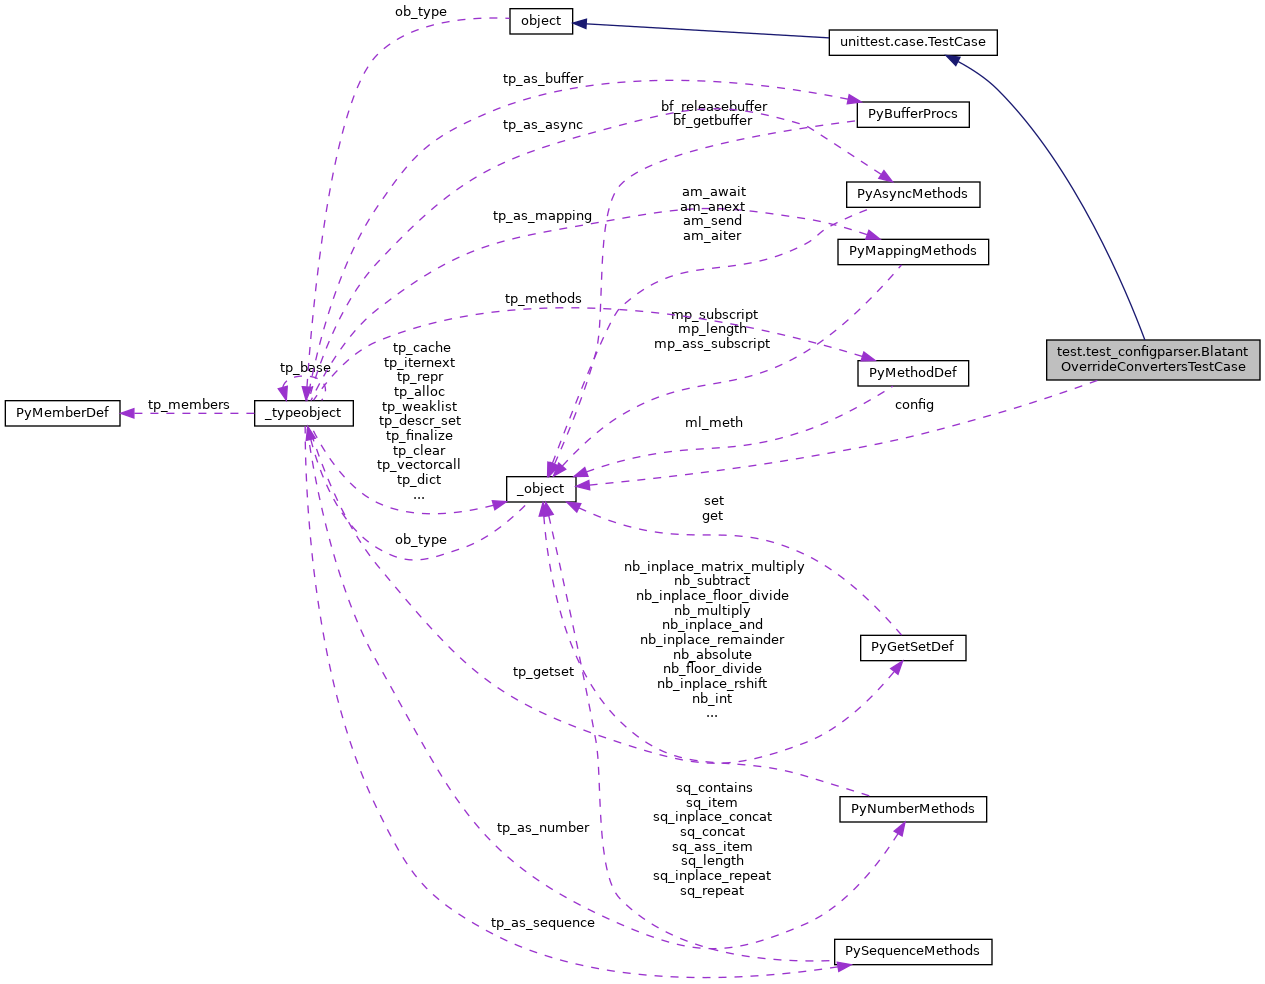 ob_type
object
unittest.case.TestCase
tp_as_buffer
bf_releasebuffer
bf_getbuffer
PyBufferProcs
tp_as_async
am_await
am_anext
am_send
am_aiter
PyAsyncMethods
tp_as_mapping
PyMappingMethods
tp_methods
mp_subscript
mp_length
mp_ass_subscript
test.test_configparser.Blatant
OverrideConvertersTestCase
tp_base
tp_cache
tp_iternext
tp_repr
tp_alloc
tp_weaklist
tp_descr_set
tp_finalize
tp_clear
tp_vectorcall
tp_dict
...
PyMethodDef
PyMemberDef
tp_members
_typeobject
ml_meth
config
_object
set
get
ob_type
nb_inplace_matrix_multiply
nb_subtract
nb_inplace_floor_divide
nb_multiply
nb_inplace_and
nb_inplace_remainder
nb_absolute
nb_floor_divide
nb_inplace_rshift
nb_int
...
PyGetSetDef
tp_getset
sq_contains
sq_item
sq_inplace_concat
sq_concat
sq_ass_item
sq_length
sq_inplace_repeat
sq_repeat
PyNumberMethods
tp_as_number
tp_as_sequence
PySequenceMethods